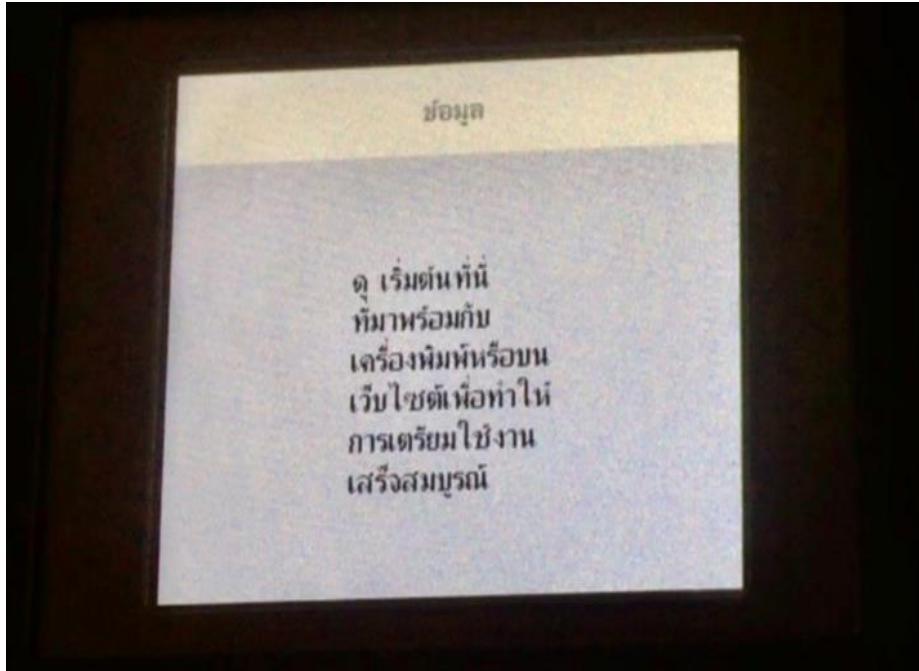 ข้อมูล
ดู เริ่มต้นที่นี่
ที่มาพร้อมกับ
เครื่องพิมพ์หรือบน
เว็บไซต์เพื่อทำให้
การเตรียมใช้งาน
เสร็จสมบูรณ์